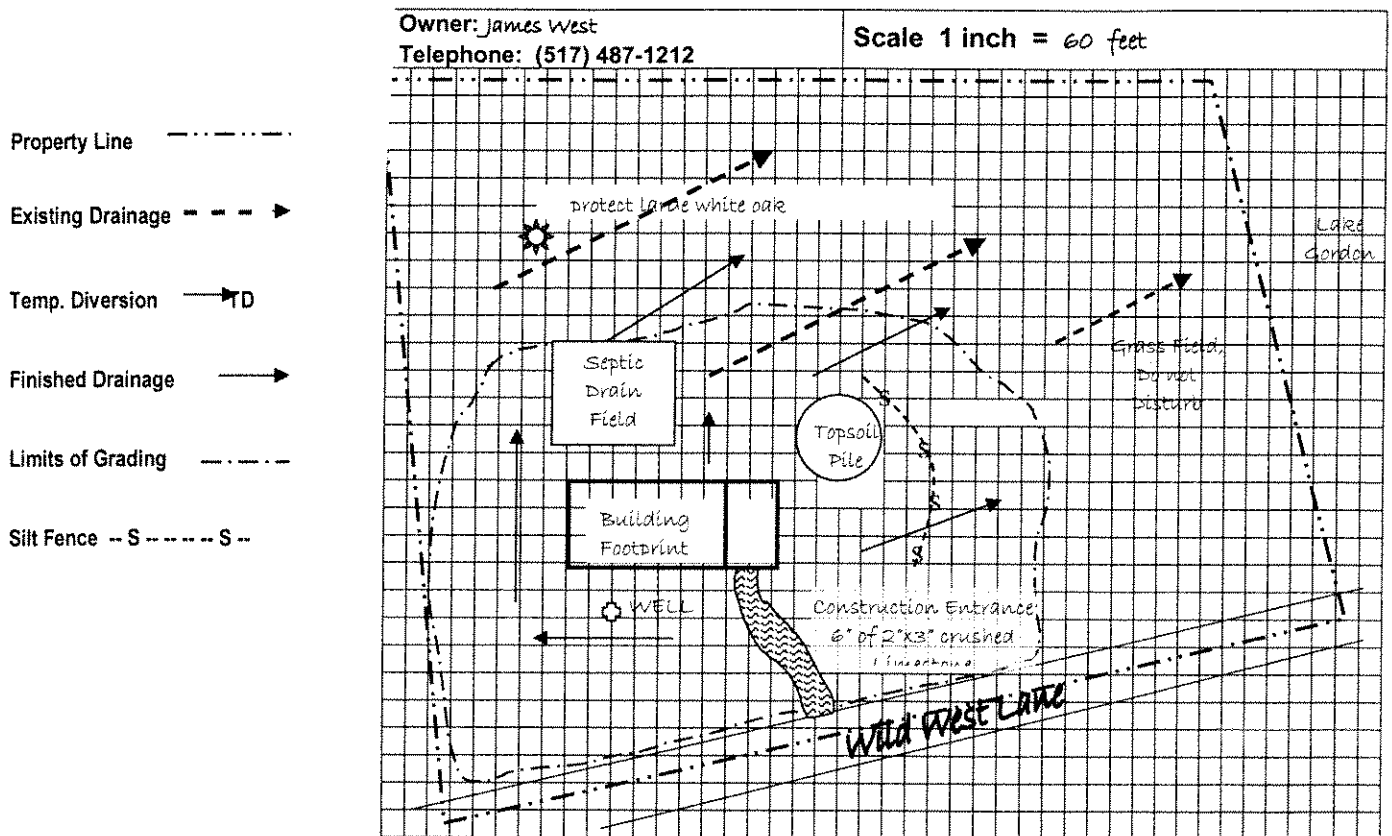 Owner: James West
Telephone: (517) 487-1212
Scale 1 inch = 60 feet
Property Line
Existing Drainage
Temp. Diversion TD
Finished Drainage
Limits of Grading
Silt Fence -- S ----- S --
protect large white oak
Lake
Gordon
Septic
Drain
Field
Grass Field,
Do not
Disturb
Topsoil
Pile
S
S
S
S
Building
Footprint
WELL
Construction Entrance
6" of 2"x3" crushed
Limestone
Wild West Lane